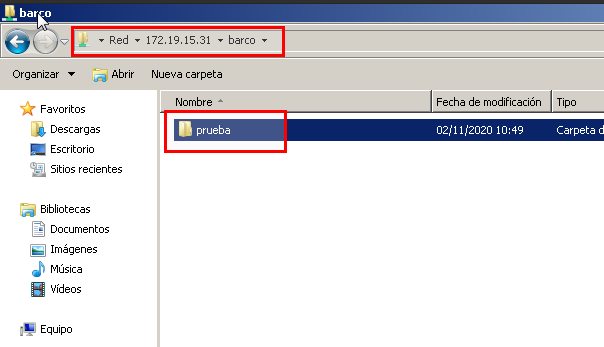 barco
Red 172.19.15.31 barco
Organizar Abrir Nueva carpeta
Nombre Fecha de modificación Tipo
Favoritos
Descargas
Escritorio
Sitios recientes
Bibliotecas
Documentos
Imágenes
Música
Vídeos
Equipo
prueba 02/11/2020 10:49 Carpeta d